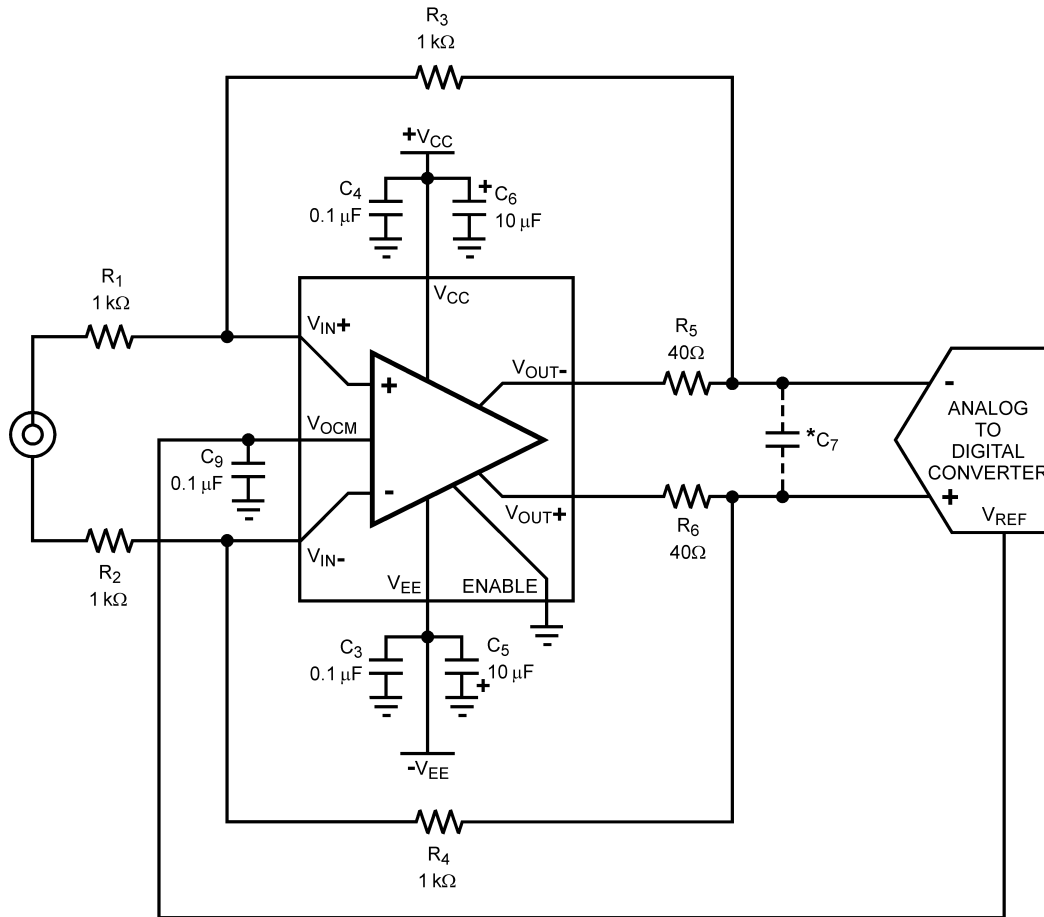 R3
1 kΩ
+VCC
C4
0.1 µF
+
C6
10 µF
R1
1 kΩ
VIN+
VCC
R5
40Ω
VOUT-
+
-
ANALOG
TO
DIGITAL
CONVERTER
VOCM
*C7
C9
0.1 µF
-
VOUT+
+
VREF
R6
40Ω
VIN-
R2
1 kΩ
VEE
ENABLE
C3
0.1 µF
C5
10 µF
+
-VEE
R4
1 kΩ